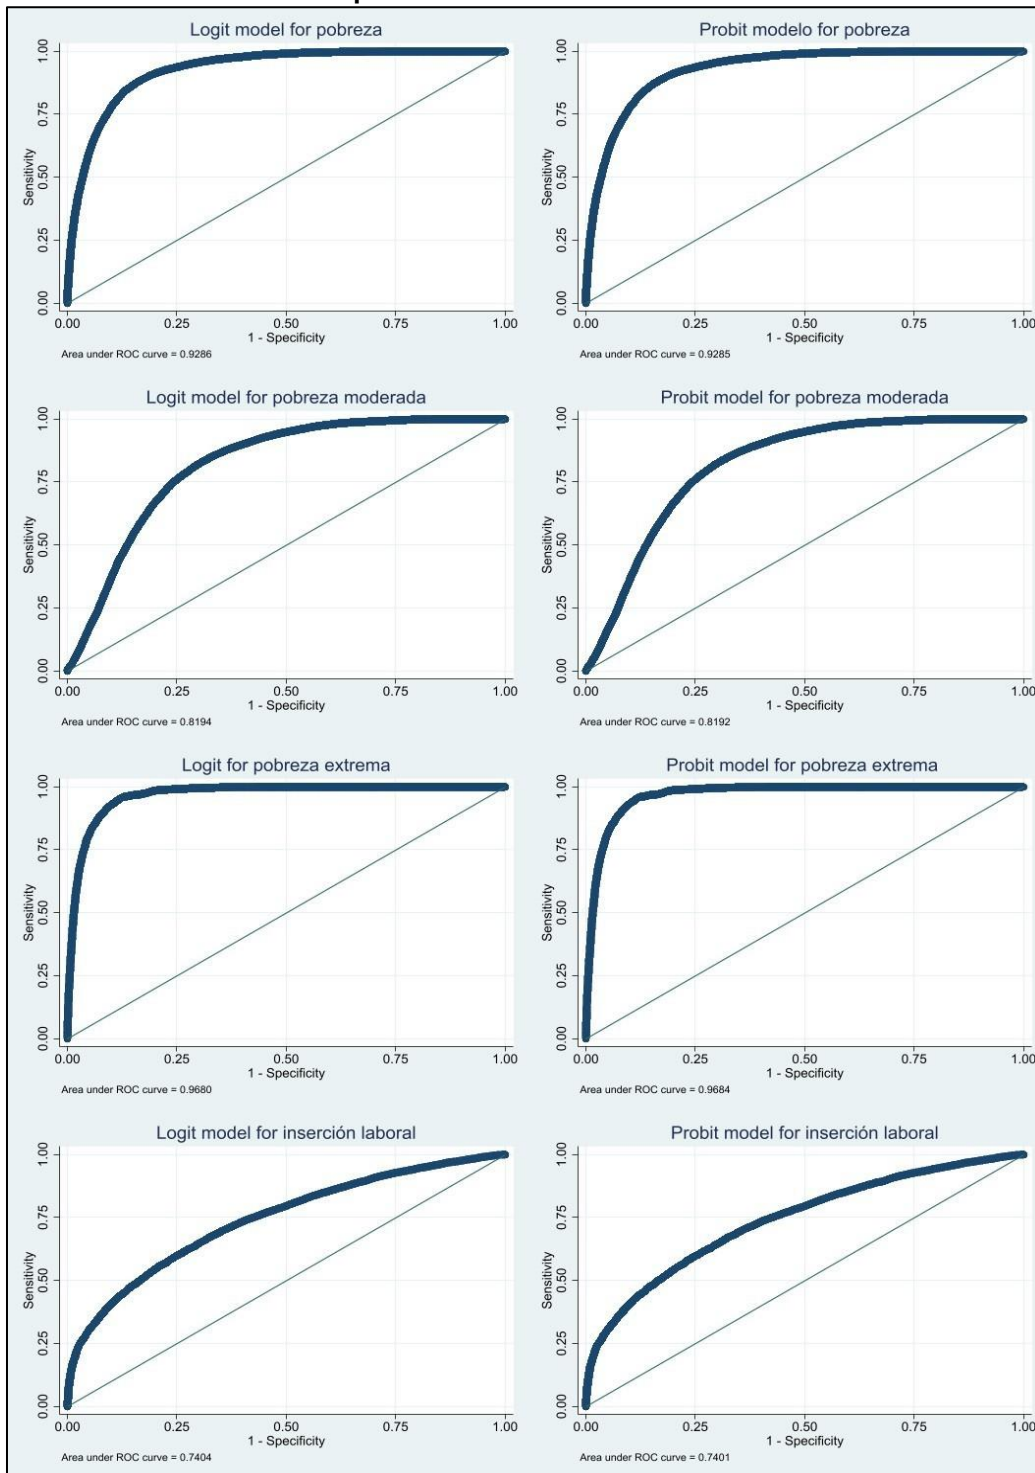 Logit model for pobreza
Sensitivity
1.00
0.75
0.50
0.25
0.00
0.00 0.25 0.50 0.75 1.00
1 - Specificity
Area under ROC curve = 0.9286
Probit modelo for pobreza
Sensitivity
1.00
0.75
0.50
0.25
0.00
0.00 0.25 0.50 0.75 1.00
1 - Specificity
Area under ROC curve = 0.9285
Logit model for pobreza moderada
Sensitivity
1.00
0.75
0.50
0.25
0.00
0.00 0.25 0.50 0.75 1.00
1 - Specificity
Area under ROC curve = 0.8194
Probit model for pobreza moderada
Sensitivity
1.00
0.75
0.50
0.25
0.00
0.00 0.25 0.50 0.75 1.00
1 - Specificity
Area under ROC curve = 0.8192
Logit for pobreza extrema
Sensitivity
1.00
0.75
0.50
0.25
0.00
0.00 0.25 0.50 0.75 1.00
1 - Specificity
Area under ROC curve = 0.9680
Probit model for pobreza extrema
Sensitivity
1.00
0.75
0.50
0.25
0.00
0.00 0.25 0.50 0.75 1.00
1 - Specificity
Area under ROC curve = 0.9684
Logit model for inserción laboral
Sensitivity
1.00
0.75
0.50
0.25
0.00
0.00 0.25 0.50 0.75 1.00
1 - Specificity
Area under ROC curve = 0.7404
Probit model for inserción laboral
Sensitivity
1.00
0.75
0.50
0.25
0.00
0.00 0.25 0.50 0.75 1.00
1 - Specificity
Area under ROC curve = 0.7401